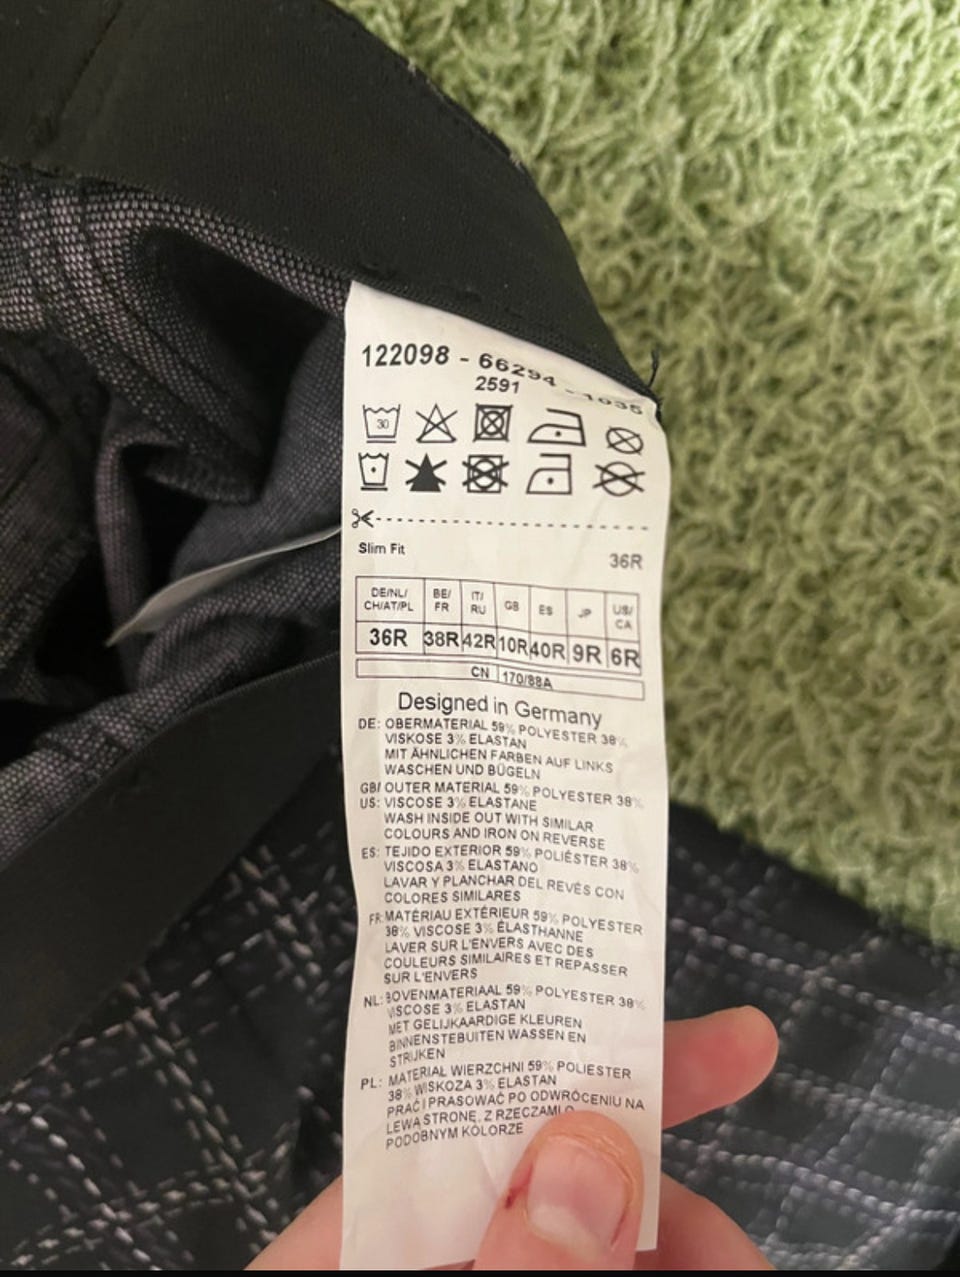 122098 - 66294 - 1035
2591
30
Slim Fit
36R
DE/NL/ BE/ IT/ GB ES JP US/
CH/AT/PL FR RU CA
36R 38R 42R 10R 40R 9R 6R
CN 170/88A
Designed in Germany
DE: OBERMATERIAL 59% POLYESTER 38%
VISKOSE 3% ELASTAN
MIT ÄHNLICHEN FARBEN AUF LINKS
WASCHEN UND BÜGELN
GB/ OUTER MATERIAL 59% POLYESTER 38%
US: VISCOSE 3% ELASTANE
WASH INSIDE OUT WITH SIMILAR
COLOURS AND IRON ON REVERSE
ES: TEJIDO EXTERIOR 59% POLIÉSTER 38%
VISCOSA 3% ELASTANO
LAVAR Y PLANCHAR DEL REVÉS CON
COLORES SIMILARES
FR: MATÉRIAU EXTÉRIEUR 59% POLYESTER
38% VISCOSE 3% ÉLASTHANNE
LAVER SUR L'ENVERS AVEC DES
COULEURS SIMILAIRES ET REPASSER
SUR L'ENVERS
NL: BOVENMATERIAAL 59% POLYESTER 38%
VISCOSE 3% ELASTAN
MET GELIJKAARDIGE KLEUREN
BINNENSTEBUITEN WASSEN EN
STRIJKEN
PL: MATERIAŁ WIERZCHNI 59% POLIESTER
38% WISKOZA 3% ELASTAN
PRAĆ I PRASOWAĆ PO ODWRÓCENIU NA
LEWĄ STRONĘ, Z RZECZAMI O
PODOBNYM KOLORZE